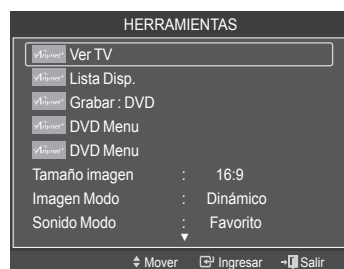 HERRAMIENTAS
Anynet+ Ver TV
Anynet+ Lista Disp.
Anynet+ Grabar : DVD
Anynet+ DVD Menu
Anynet+ DVD Menu
Tamaño imagen : 16:9
Imagen Modo : Dinámico
Sonido Modo : Favorito
Mover Ingresar Salir